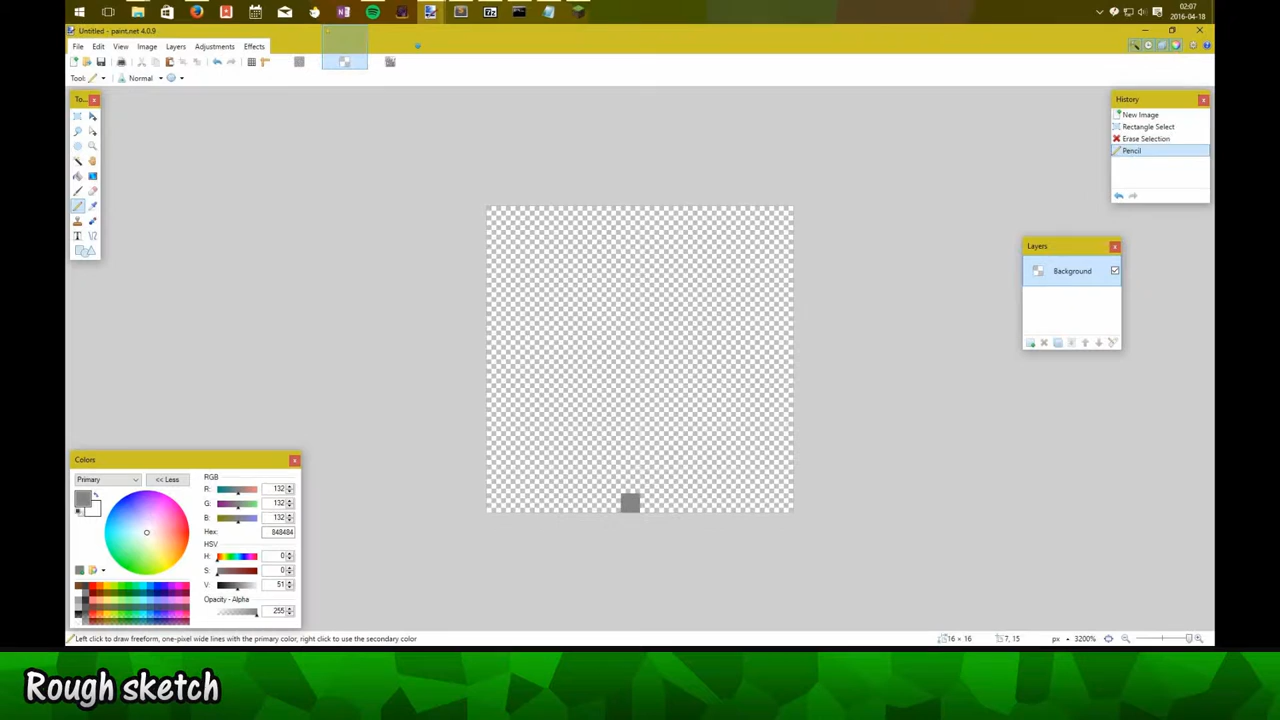 02:07
2016-04-18
Untitled - paint.net 4.0.9
File Edit View Image Layers Adjustments Effects
Tool: Normal
To...
History
New Image
Rectangle Select
Erase Selection
Pencil
Layers
Background
Colors
Primary
<< Less
RGB
R: 132
G: 132
B: 132
Hex: 848484
HSV
H: 0
S: 0
V: 51
Opacity - Alpha
255
Left click to draw freeform, one-pixel wide lines with the primary color, right click to use the secondary color
16 × 16
7, 15
px
3200%
Rough sketch